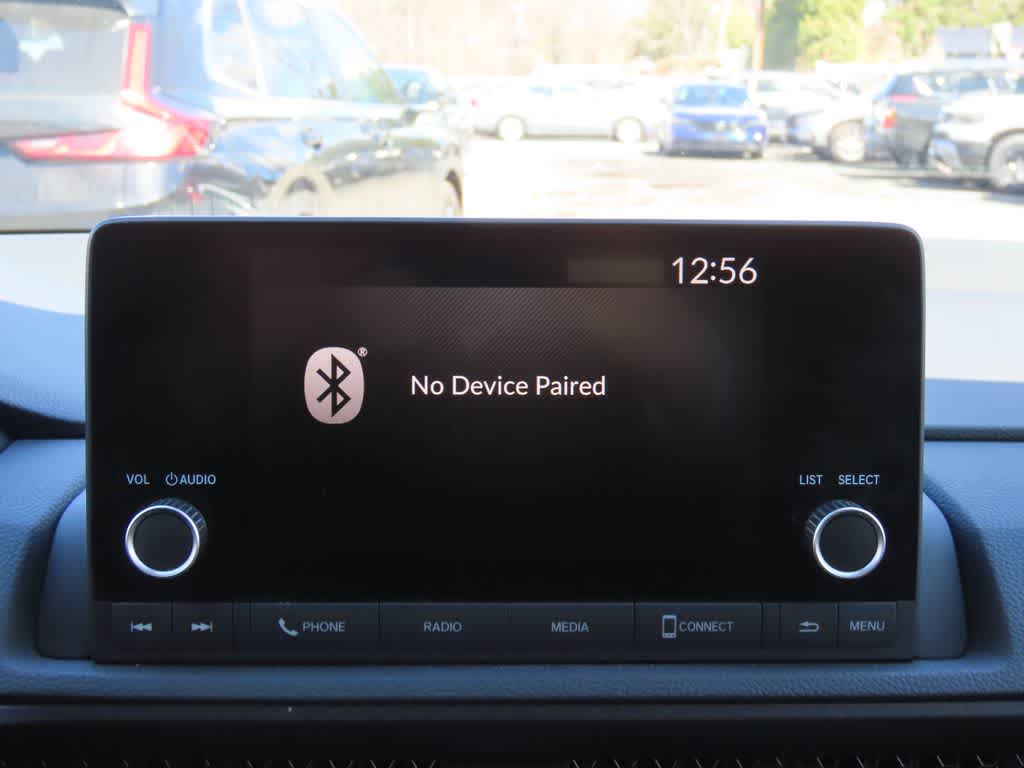 12:56
®
No Device Paired
VOL AUDIO
LIST SELECT
PHONE RADIO MEDIA CONNECT MENU